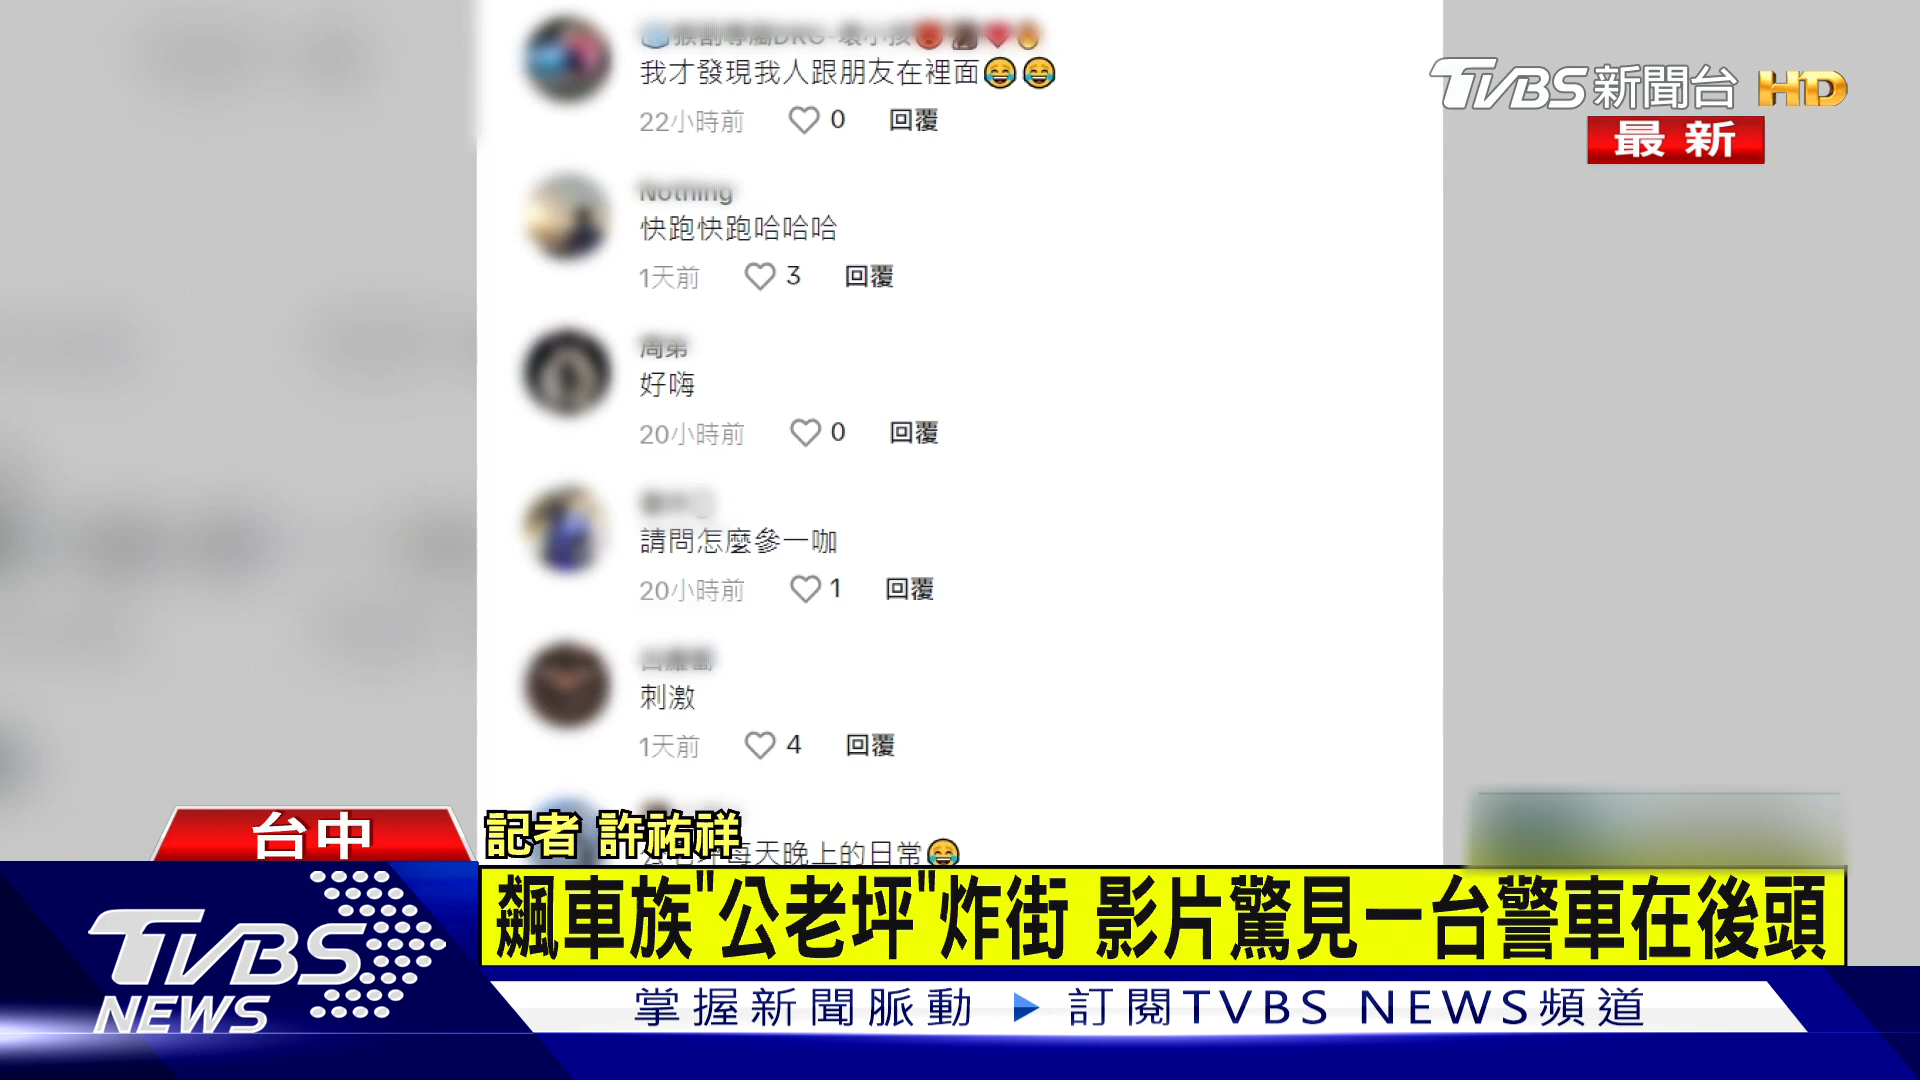 我才發現我人跟朋友在裡面😂😂
22小時前 0 回覆
Nothing
快跑快跑哈哈哈
1天前 3 回覆
周弟
好嗨
20小時前 0 回覆
請問怎麼參一咖
20小時前 1 回覆
刺激
1天前 4 回覆
每天晚上的日常😂
TVBS新聞台 HD
最新
台中
記者 許祐祥
飆車族"公老坪"炸街 影片驚見一台警車在後頭
TVBS NEWS
掌握新聞脈動 ▶ 訂閱TVBS NEWS頻道